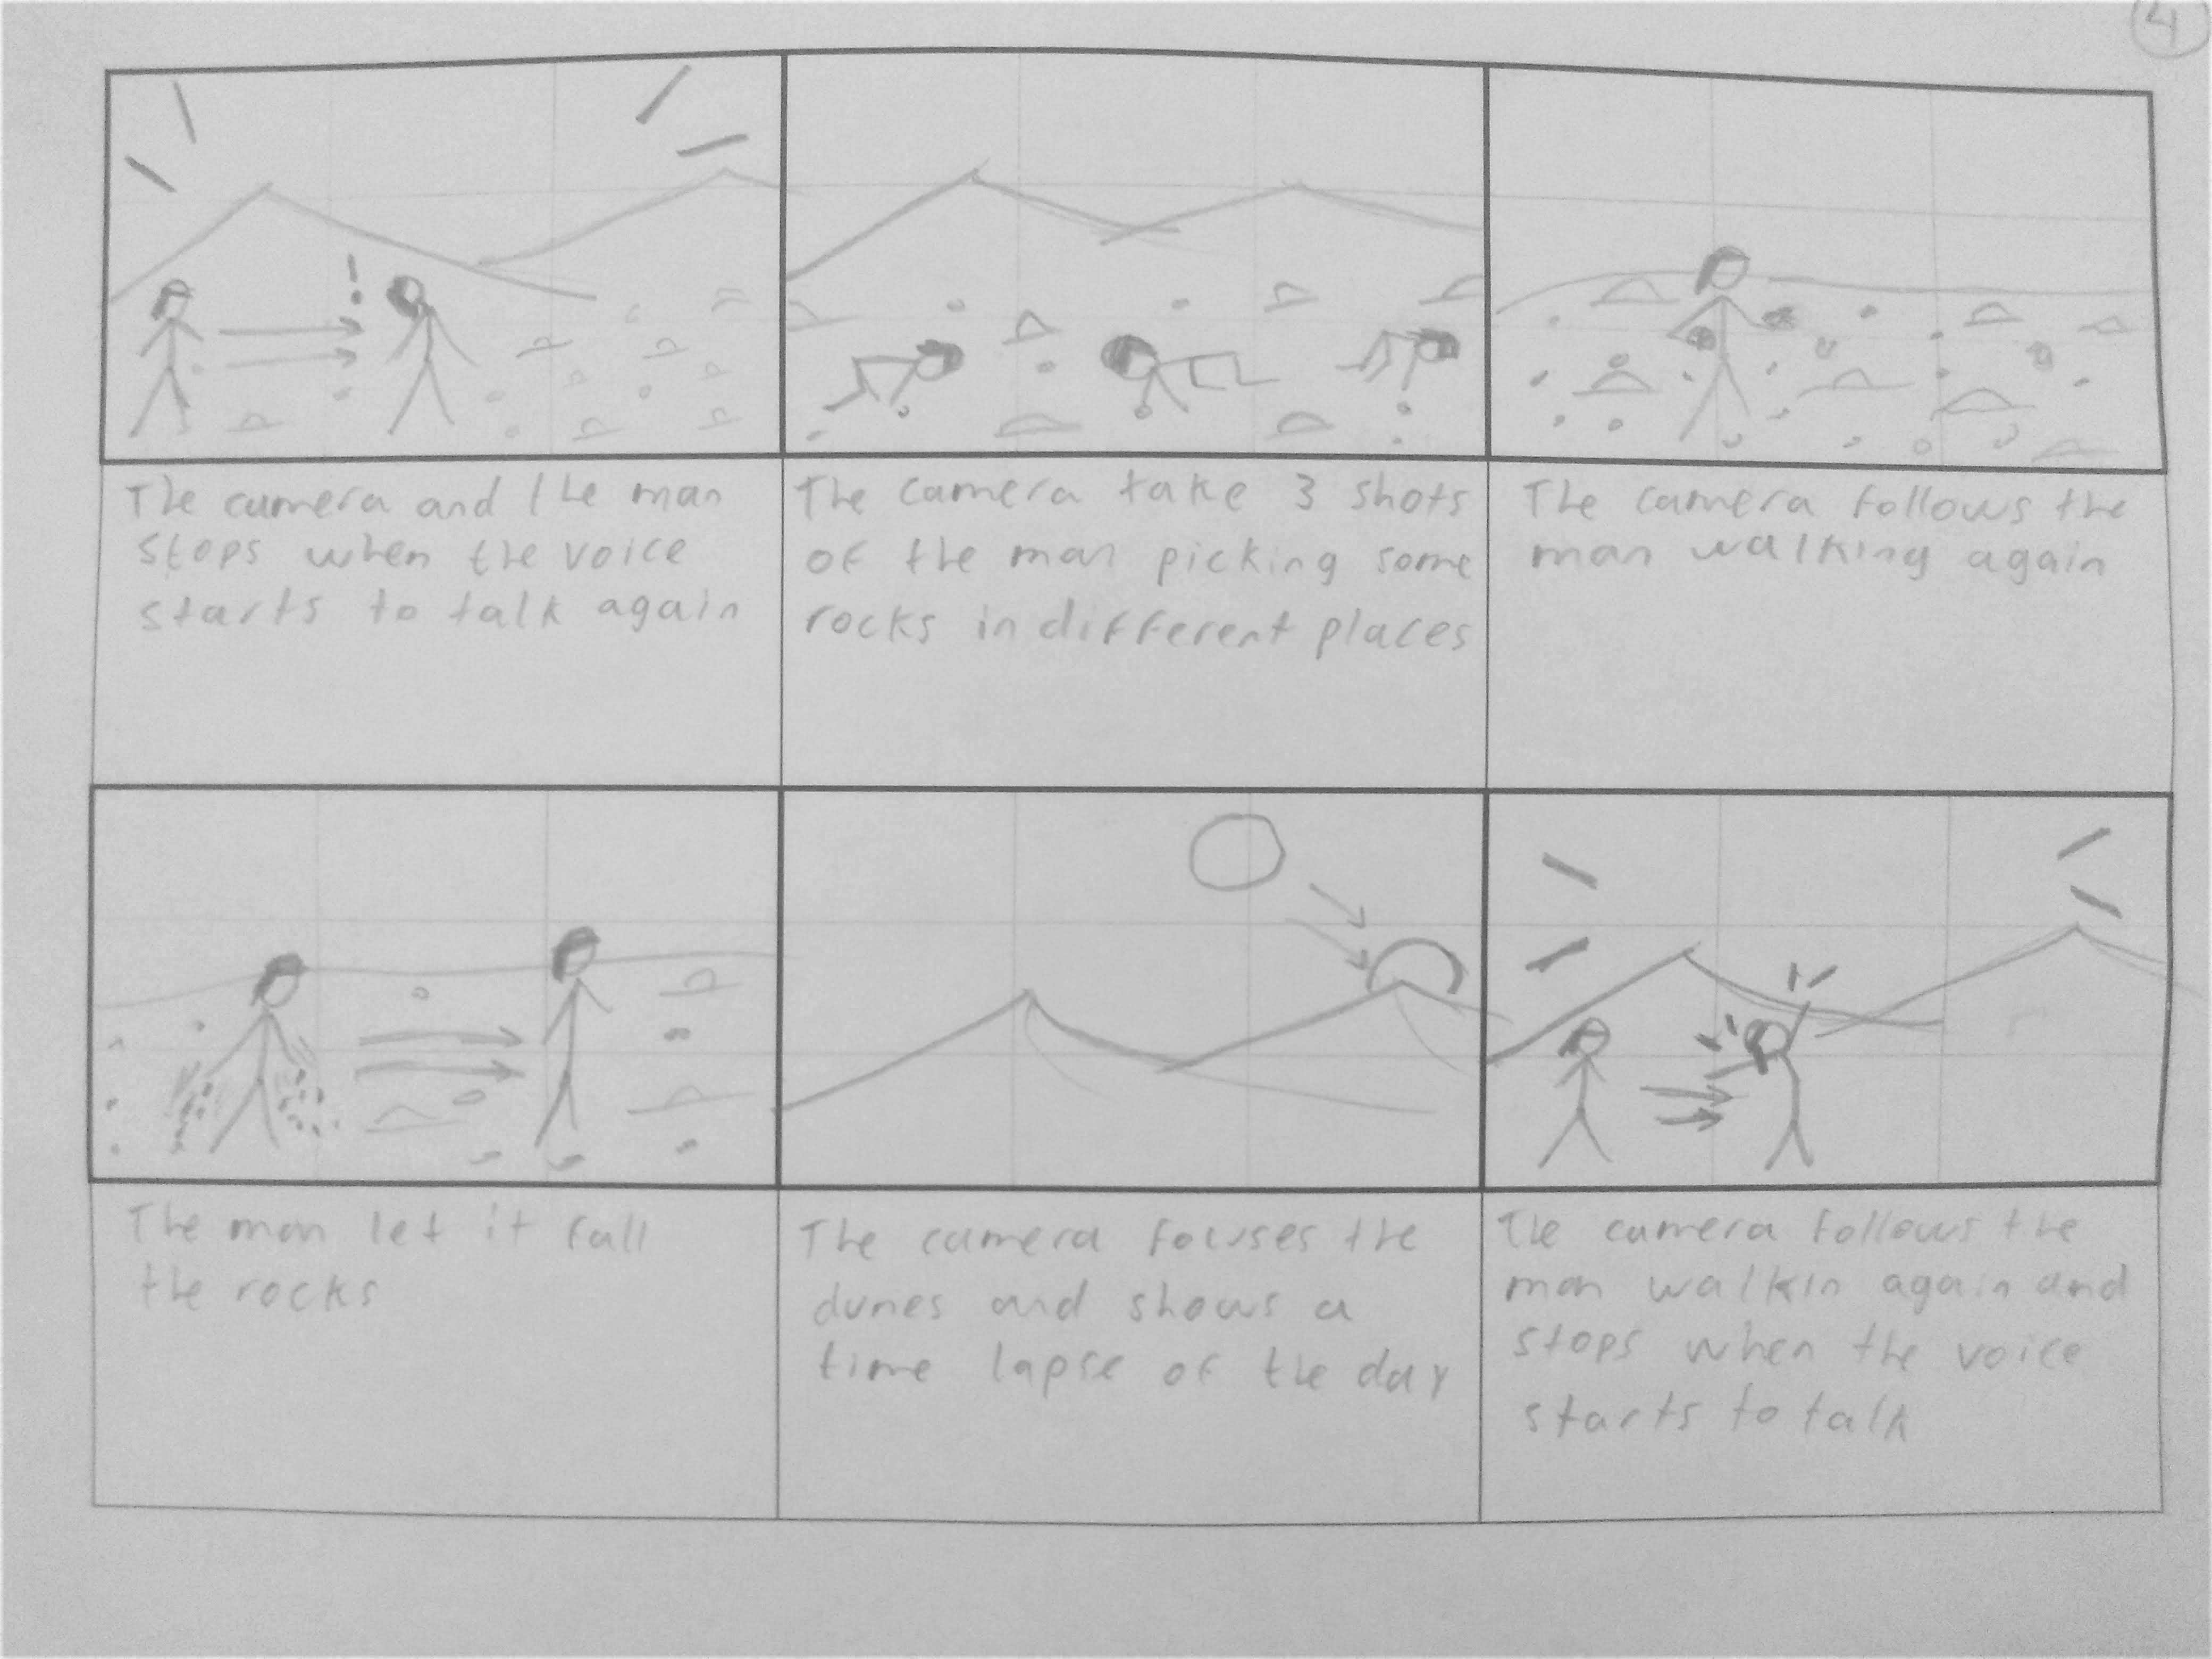 4
The camera and the man
stops when the voice
starts to talk again
The camera take 3 shots
of the man picking some
rocks in different places
The camera follows the
man walking again
The man let it fall
the rocks
The camera focuses the
dunes and shows a
time lapse of the day
The camera follows the
man walkin again and
stops when the voice
starts to talk